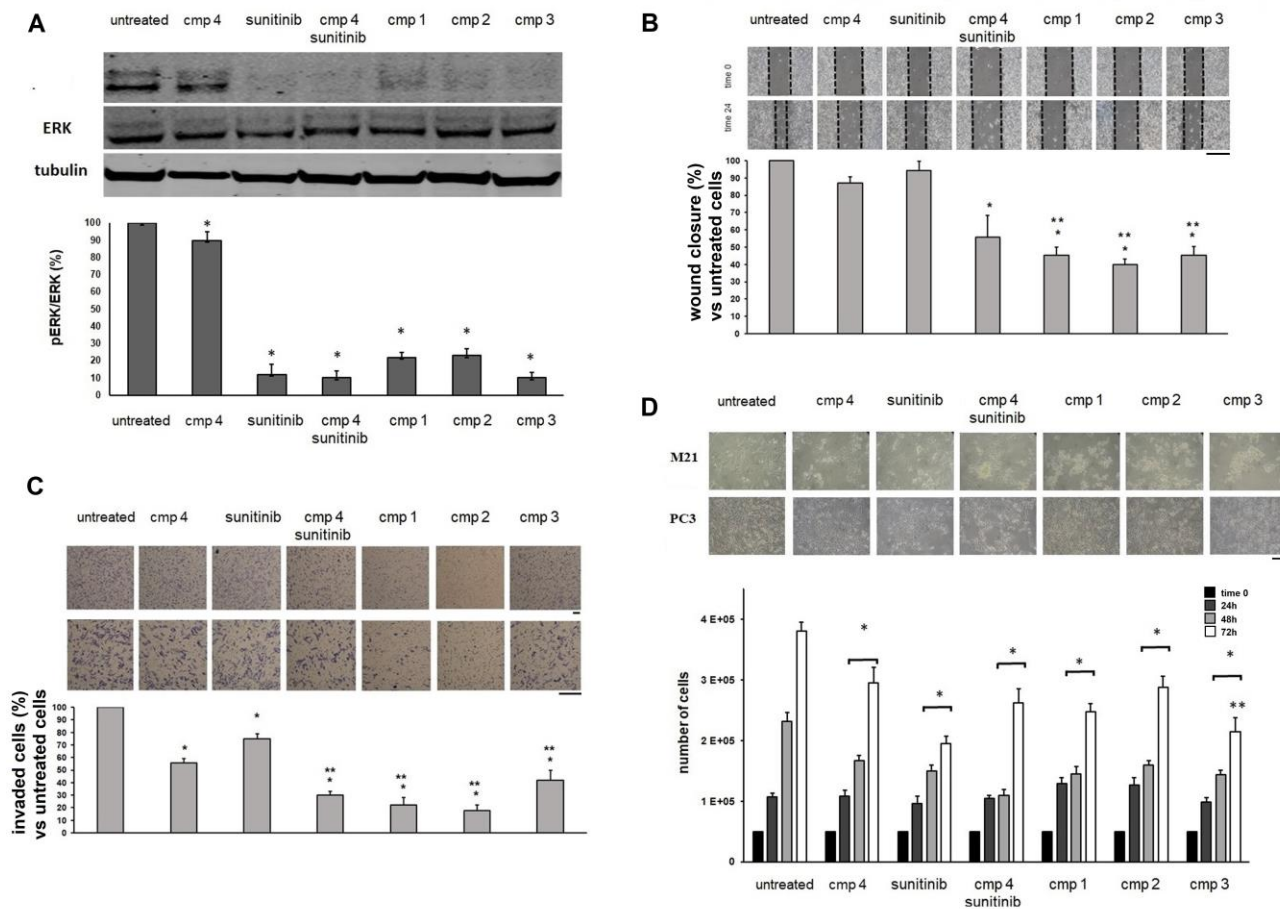 A
untreated cmp 4 sunitinib cmp 4 cmp 1 cmp 2 cmp 3
sunitinib
ERK
tubulin
100
90
80
70
60
50
40
30
20
10
0
pERK/ERK (%)
* * * * * *
untreated cmp 4 sunitinib cmp 4 cmp 1 cmp 2 cmp 3
sunitinib
B
untreated cmp 4 sunitinib cmp 4 cmp 1 cmp 2 cmp 3
sunitinib
time 0
time 24
100
90
80
70
60
50
40
30
20
10
0
wound closure (%)
vs untreated cells
* ** ** **
* * *
C
untreated cmp 4 sunitinib cmp 4 cmp 1 cmp 2 cmp 3
sunitinib
100
90
80
70
60
50
40
30
20
10
0
invaded cells (%)
vs untreated cells
* * ** ** ** **
* * * *
D
untreated cmp 4 sunitinib cmp 4 cmp 1 cmp 2 cmp 3
sunitinib
M21
PC3
time 0
24h
48h
72h
4 E+05
3 E+05
2 E+05
1 E+05
0
number of cells
* * * * * *
**
untreated cmp 4 sunitinib cmp 4 cmp 1 cmp 2 cmp 3
sunitinib